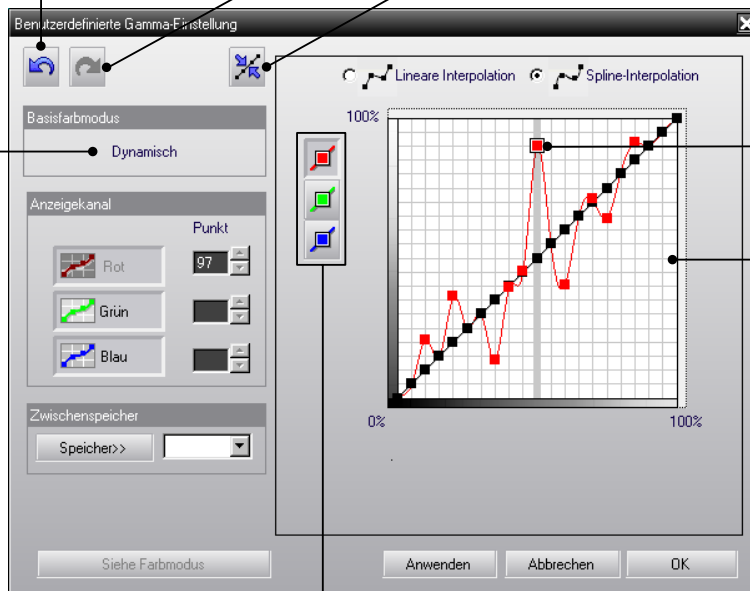 Benutzerdefinierte Gamma-Einstellung
Lineare Interpolation
Spline-Interpolation
Basisfarbmodus
Dynamisch
100%
Anzeigekanal
Punkt
Rot
97
Grün
Blau
0%
100%
Zwischenspeicher
Speicher>>
Siehe Farbmodus
Anwenden
Abbrechen
OK